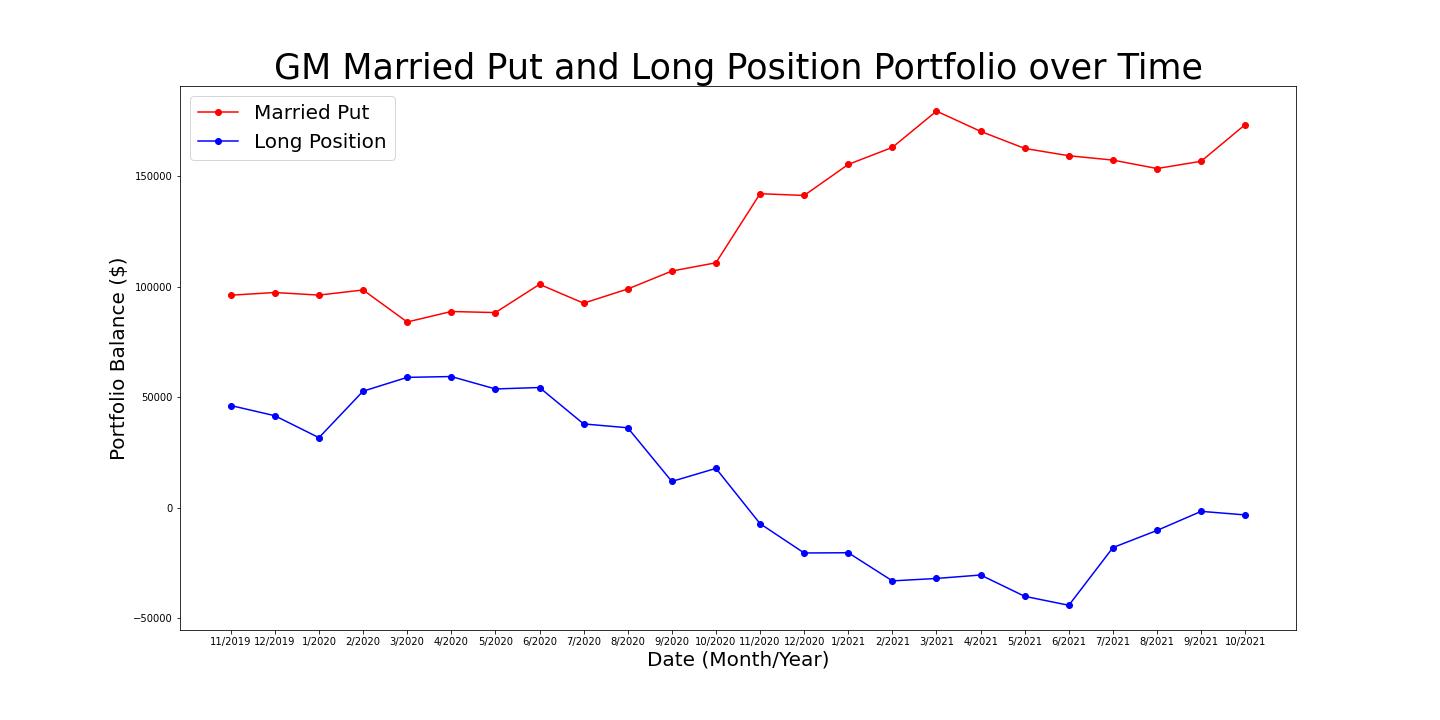 GM Married Put and Long Position Portfolio over Time
Married Put
Long Position
Portfolio Balance ($)
150000
100000
50000
0
−50000
11/2019 12/2019 1/2020 2/2020 3/2020 4/2020 5/2020 6/2020 7/2020 8/2020 9/2020 10/2020 11/2020 12/2020 1/2021 2/2021 3/2021 4/2021 5/2021 6/2021 7/2021 8/2021 9/2021 10/2021
Date (Month/Year)